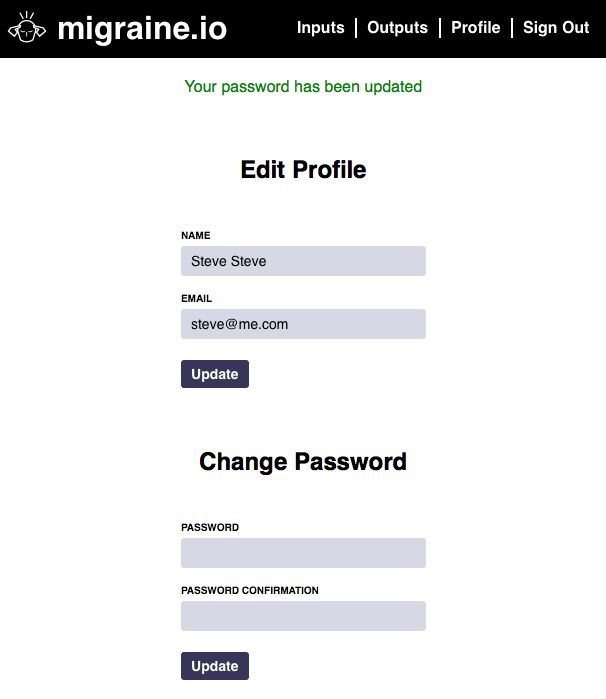 migraine.io
Inputs | Outputs | Profile | Sign Out
Your password has been updated
Edit Profile
NAME
Steve Steve
EMAIL
steve@me.com
Update
Change Password
PASSWORD
PASSWORD CONFIRMATION
Update